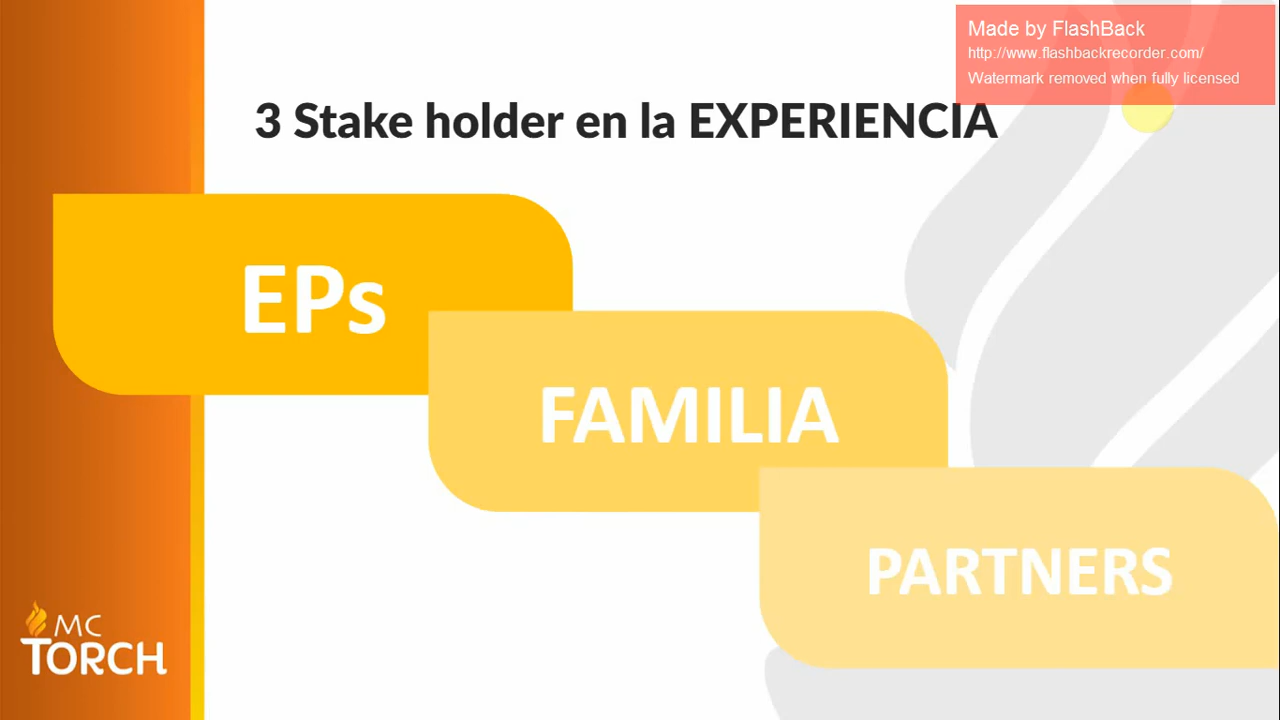 Made by FlashBack
http://www.flashbackrecorder.com/
Watermark removed when fully licensed
3 Stake holder en la EXPERIENCIA
EPs
FAMILIA
PARTNERS
MC
TORCH